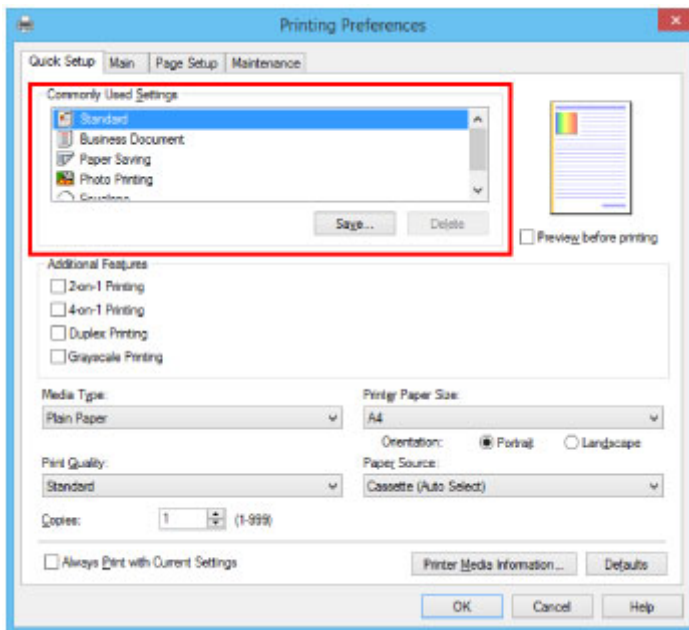 Printing Preferences
Quick Setup Main Page Setup Maintenance
Commonly Used Settings
Standard
Business Document
Paper Saving
Photo Printing
Envelope
Save... Delete
Preview before printing
Additional Features
2-on-1 Printing
4-on-1 Printing
Duplex Printing
Grayscale Printing
Media Type: Printer Paper Size:
Plain Paper A4
Orientation: Portrait Landscape
Print Quality: Paper Source:
Standard Cassette (Auto Select)
Copies: 1 (1-999)
Always Print with Current Settings Printer Media Information... Defaults
OK Cancel Help